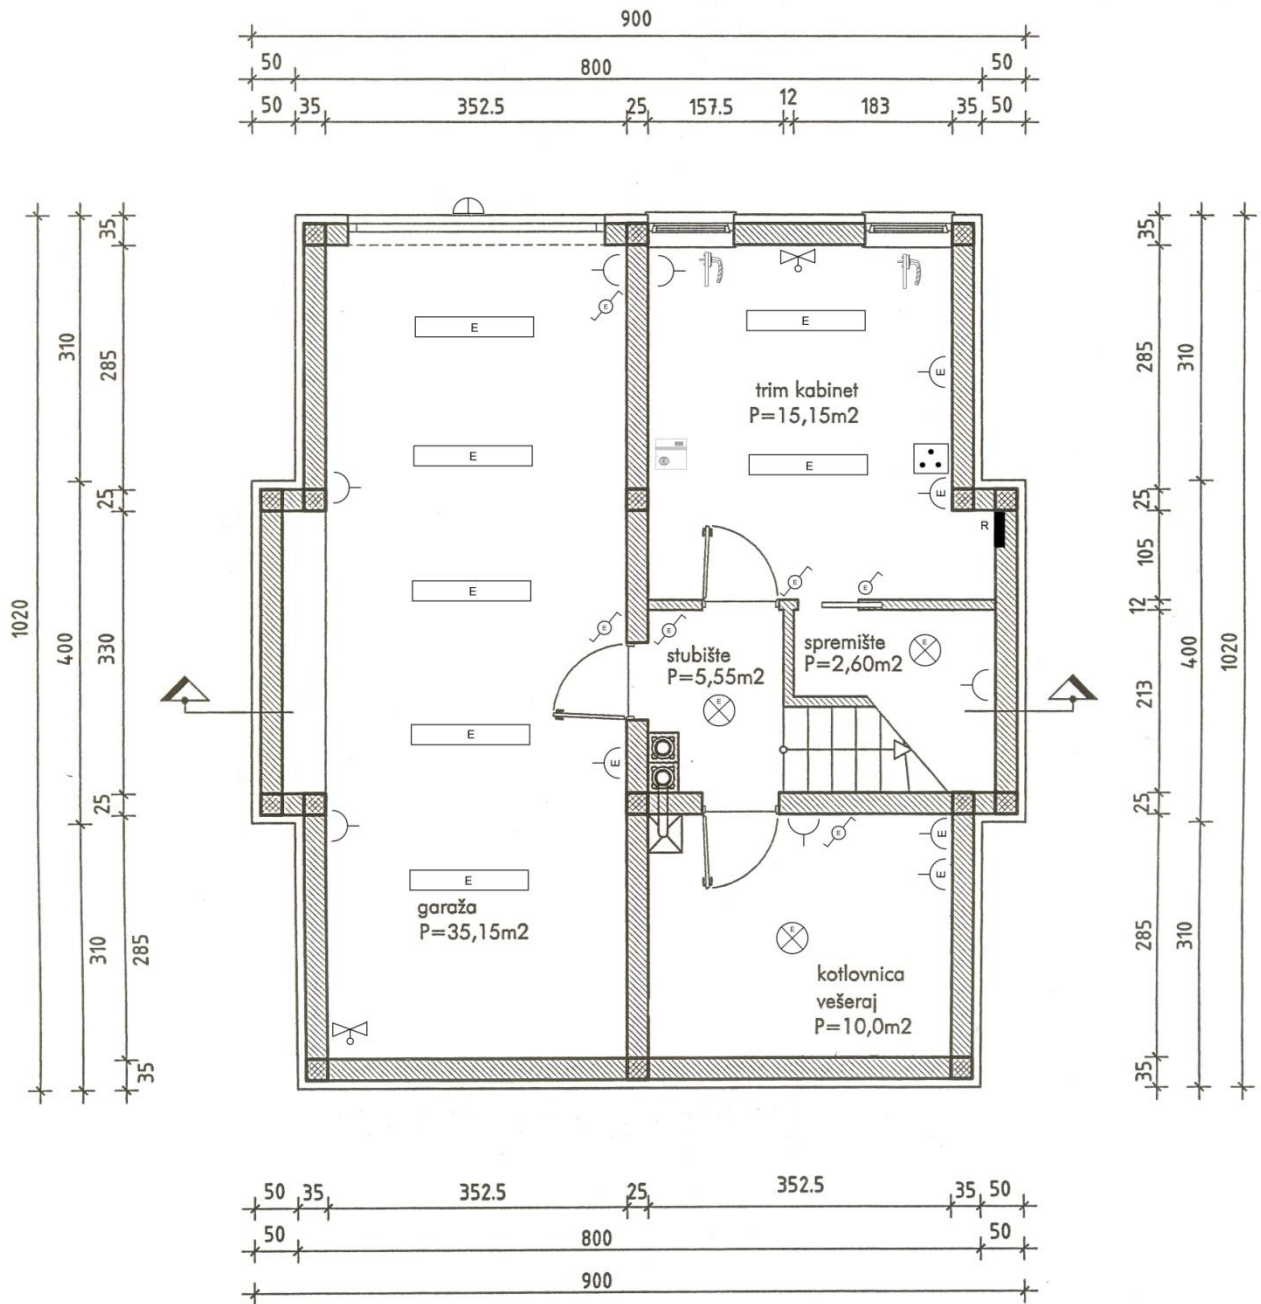 900
50 800 50
50 35 352.5 25 157.5 12 183 35 50
35 35
E E
E
310 285 285 310
E
trim kabinet
P=15,15m2
E E
E
25 25
R
105
E E
12
1020 400 330 E E 400 1020
stubište
P=5,55m2
spremište
P=2,60m2
E
E
213
E
E
25 25
E E
E
E
garaža
P=35,15m2
310 285 285 310
E
kotlovnica
vešeraj
P=10,0m2
35 35
50 35 352.5 25 352.5 35 50
50 800 50
900